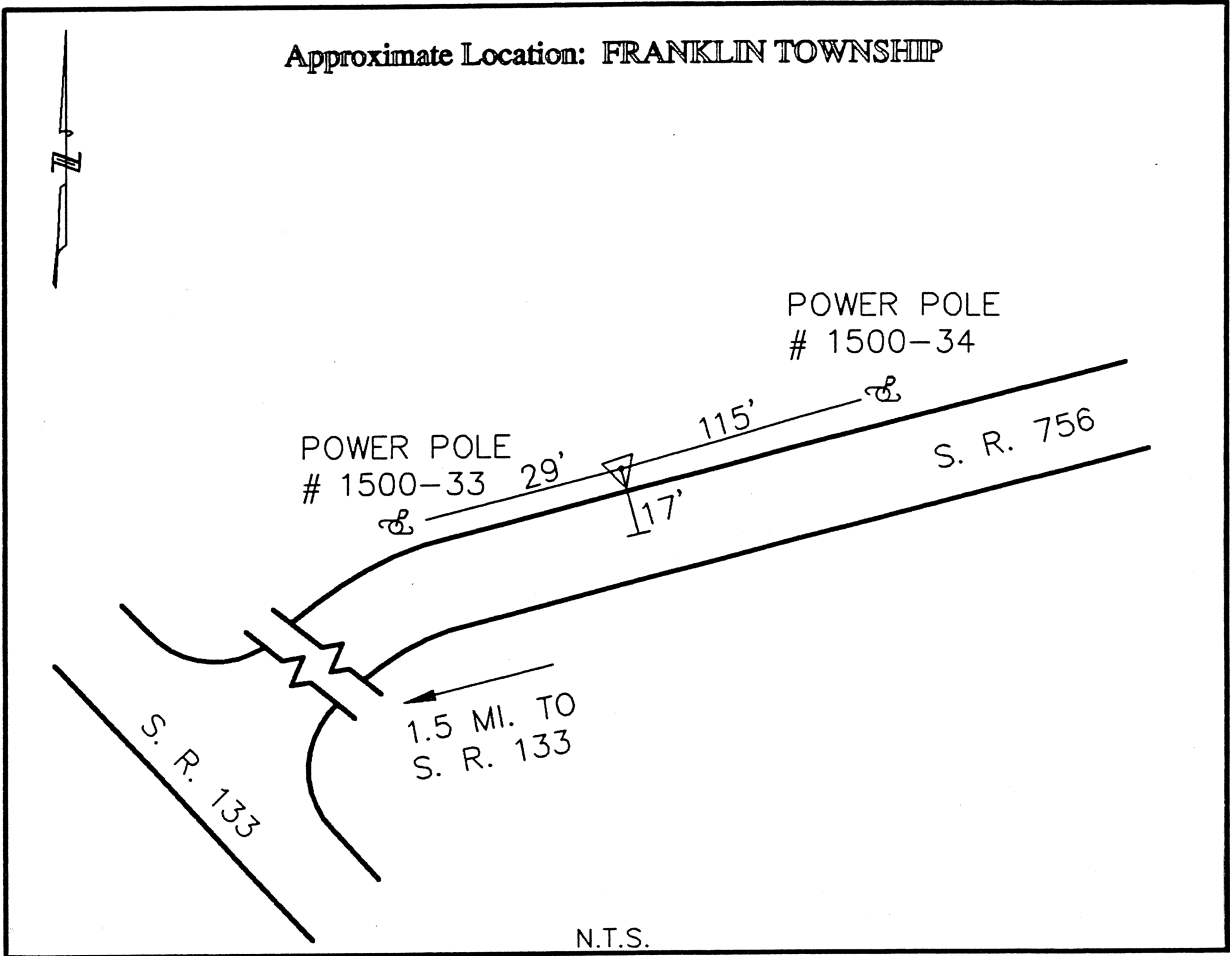 Approximate Location: FRANKLIN TOWNSHIP
N
POWER POLE
# 1500-34
115'
S. R. 756
POWER POLE
# 1500-33
29'
17'
1.5 MI. TO
S. R. 133
S. R. 133
N.T.S.